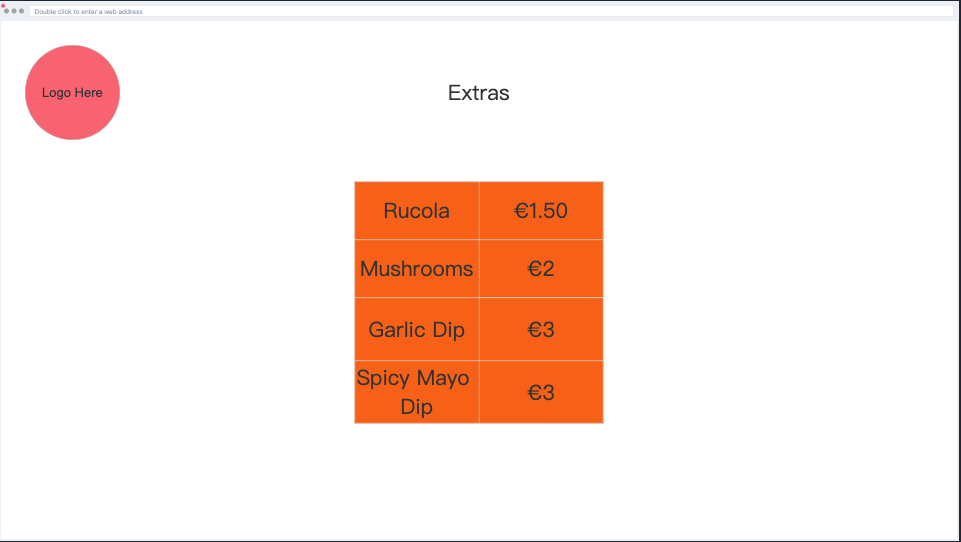 Double click to enter a web address
Logo Here
Extras
Rucola €1.50
Mushrooms €2
Garlic Dip €3
Spicy Mayo
Dip €3